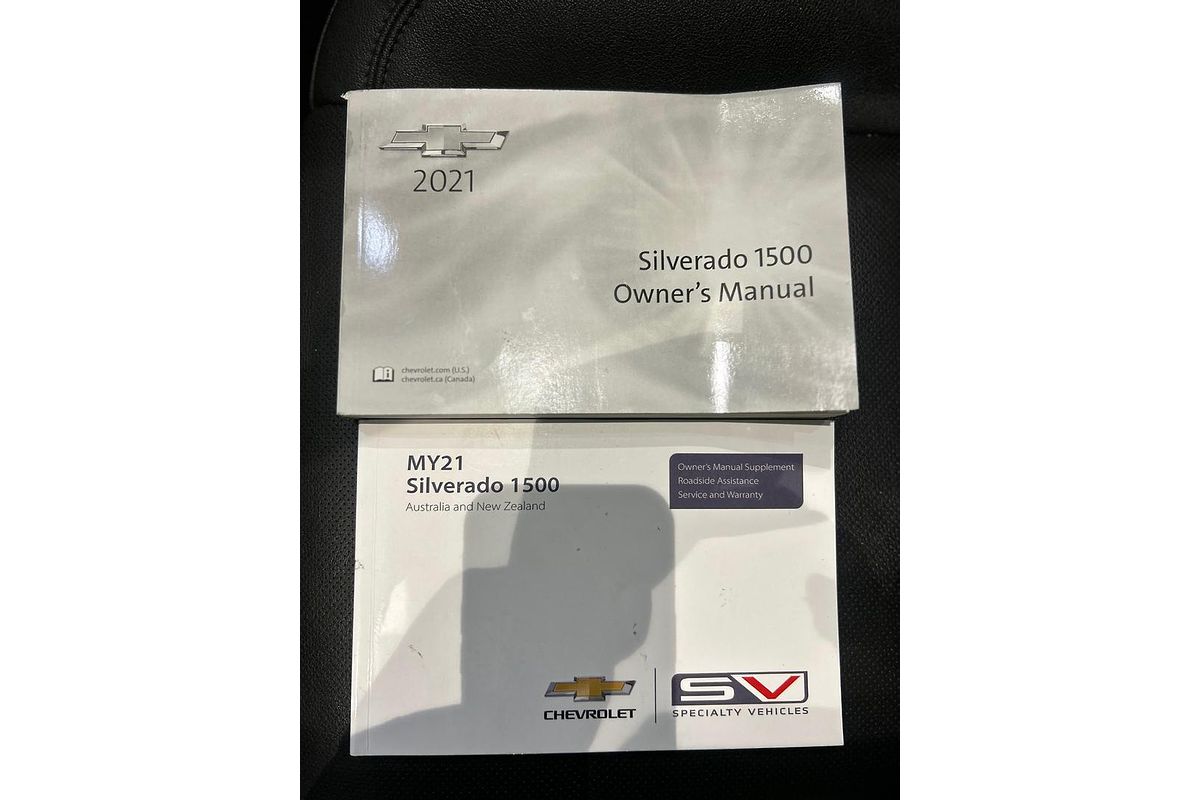 2021
Silverado 1500
Owner's Manual
chevrolet.com (U.S.)
chevrolet.ca (Canada)
MY21
Silverado 1500
Australia and New Zealand
Owner's Manual Supplement
Roadside Assistance
Service and Warranty
CHEVROLET
SV
SPECIALTY VEHICLES